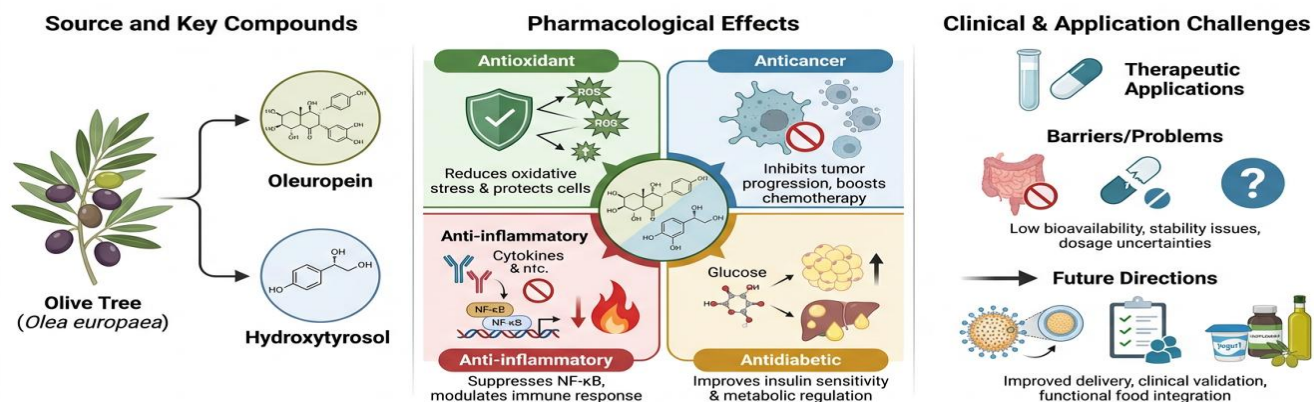 Source and Key Compounds
Oleuropein
Olive Tree
(Olea europaea)
Hydroxytyrosol
Pharmacological Effects
Antioxidant
ROS
ROG
Reduces oxidative
stress & protects cells
Anticancer
Inhibits tumor
progression, boosts
chemotherapy
Anti-inflammatory
Cytokines
& nfc.
NF-κB
NF-κS
Anti-inflammatory
Suppresses NF-κB,
modulates immune response
Glucose
Antidiabetic
Improves insulin sensitivity
& metabolic regulation
Clinical & Application Challenges
Therapeutic
Applications
Barriers/Problems
?
Low bioavailability, stability issues,
dosage uncertainties
Future Directions
Improved delivery, clinical validation,
functional food integration